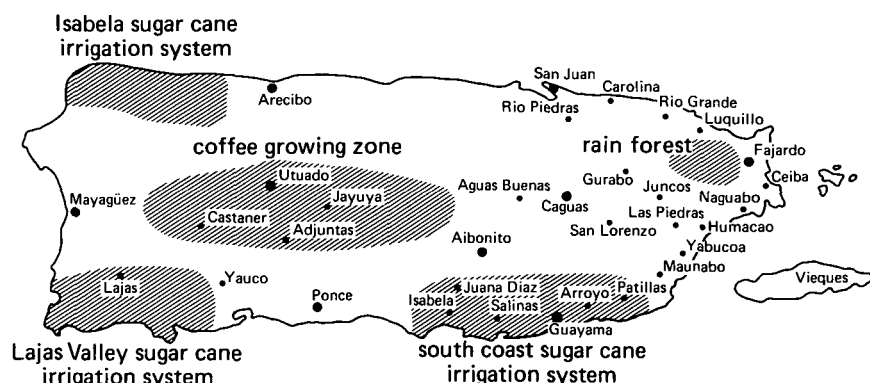 Isabela sugar cane
irrigation system
San Juan
Carolina
Arecibo
Rio Piedras
Rio Grande
Luquillo
coffee growing zone
rain forest
Fajardo
Utuado
Gurabo
Ceiba
Mayagüez
Jayuya
Aguas Buenas
Caguas
Juncos
Naguabo
Castaner
Las Piedras
Adjuntas
San Lorenzo
Humacao
Aibonito
Yabucoa
Maunabo
Lajas
Yauco
Juana Diaz
Patillas
Vieques
Ponce
Isabela
Arroyo
Salinas
Guayama
Lajas Valley sugar cane
irrigation system
south coast sugar cane
irrigation system